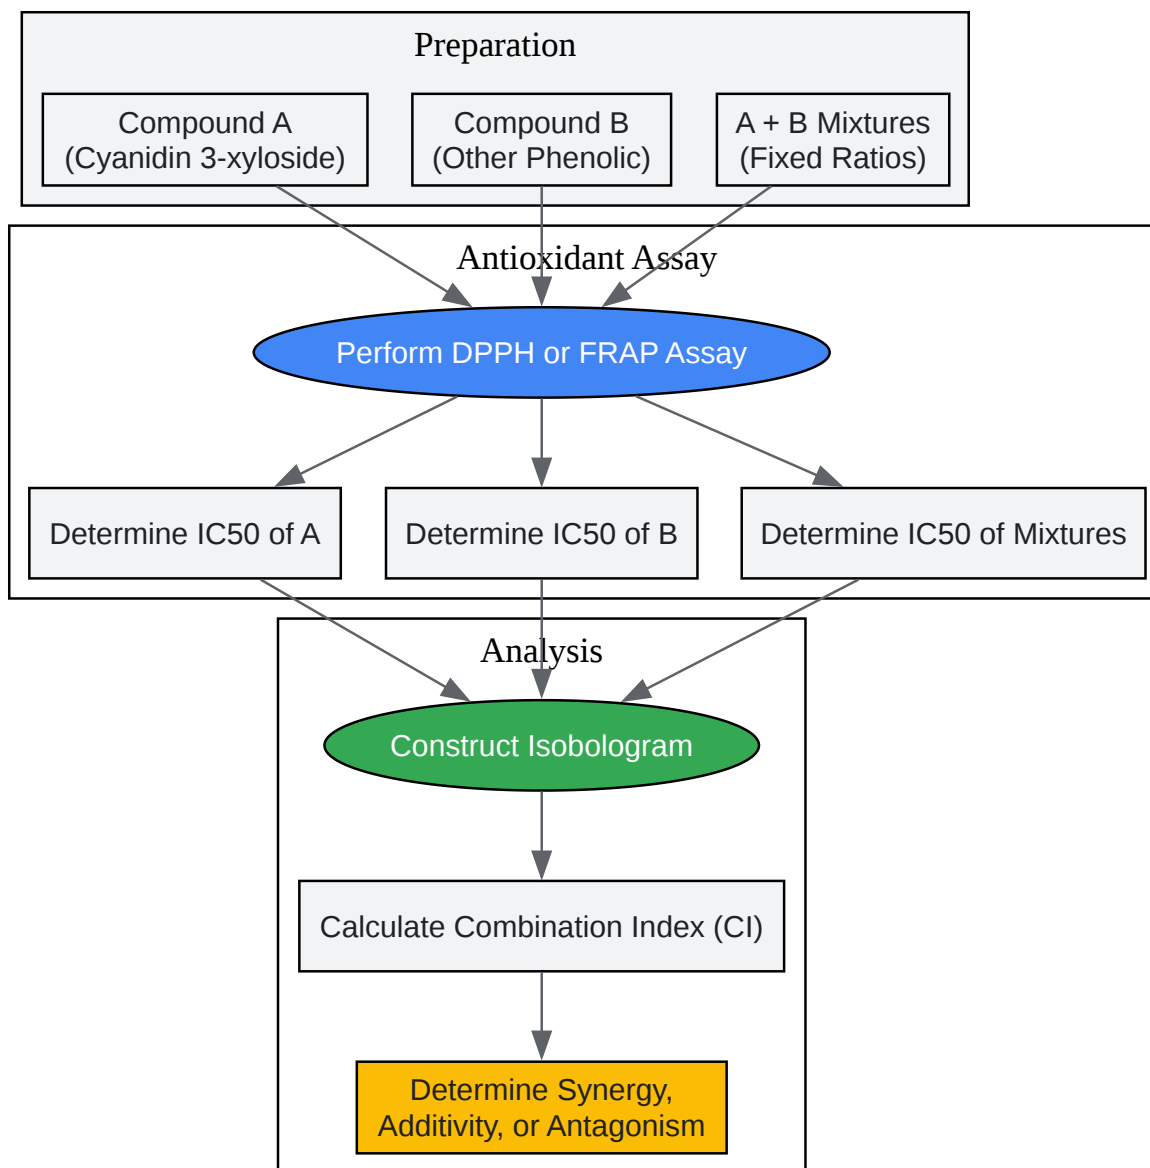 Preparation
Compound A
(Cyanidin 3-xyloside)
Compound B
(Other Phenolic)
A + B Mixtures
(Fixed Ratios)
Antioxidant Assay
Perform DPPH or FRAP Assay
Determine IC50 of A
Determine IC50 of B
Determine IC50 of Mixtures
Analysis
Construct Isobologram
Calculate Combination Index (CI)
Determine Synergy,
Additivity, or Antagonism